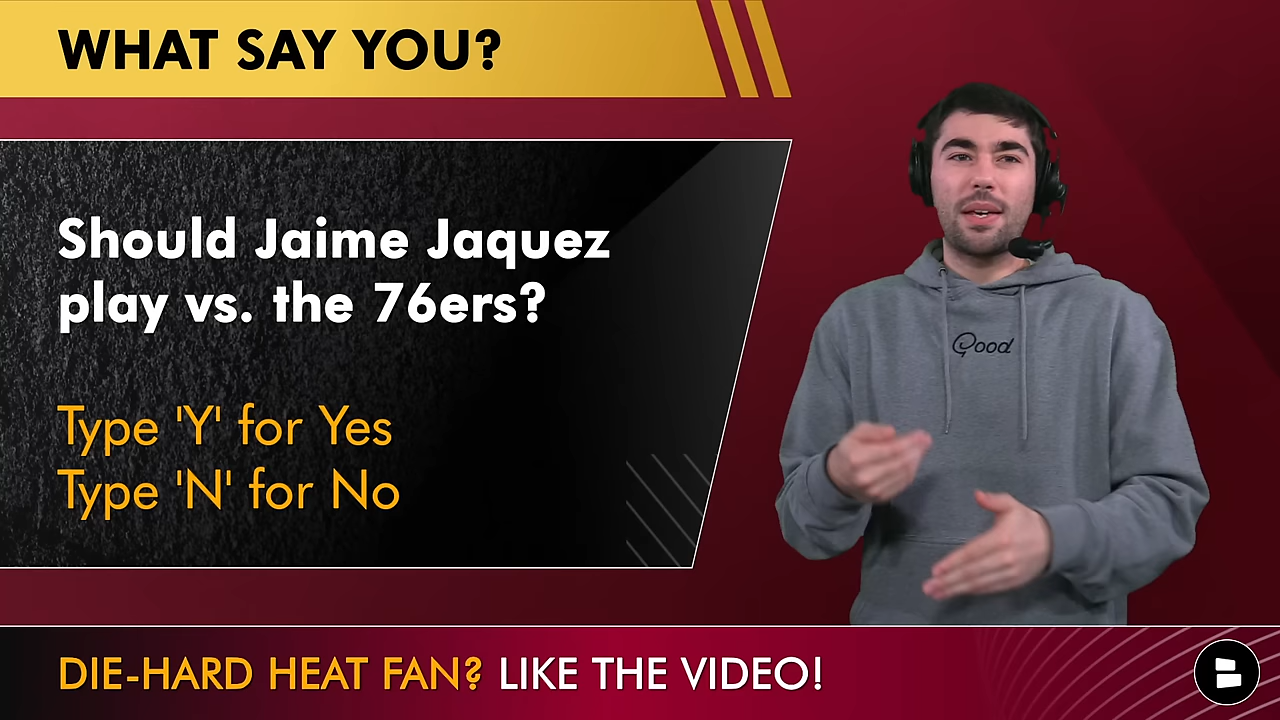 WHAT SAY YOU?
Should Jaime Jaquez
play vs. the 76ers?
Type 'Y' for Yes
Type 'N' for No
Good
DIE-HARD HEAT FAN? LIKE THE VIDEO!